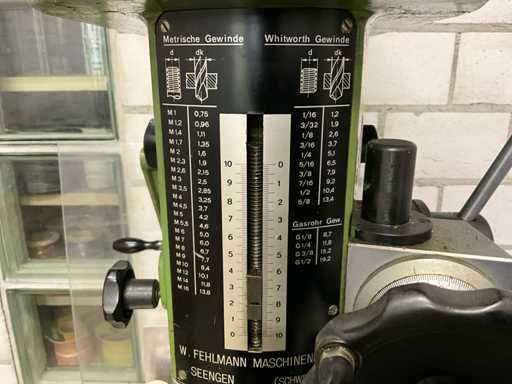 Metrische Gewinde
d dk
M 1 0,75
M 1,2 0,96
M 1,4 1,11
M 1,7 1,35
M 2 1,6
M 2,3 1,9
M 2,6 2,15
M 3 2,5
M 3,5 2,85
M 4 3,25
M 4,5 3,7
M 5 4,2
M 5,5 4,6
M 6 5,0
M 7 6,0
M 8 6,7
M 9 7,7
M 10 8,4
M 12 10,1
M 14 11,8
M 16 13,8
Whitworth Gewinde
d dk
1/16 1,2
3/32 1,9
1/8 2,6
3/16 3,7
1/4 5,1
5/16 6,5
3/8 7,9
7/16 9,2
1/2 10,4
5/8 13,4
Gasrohr Gew.
G 1/8 8,7
G 1/4 11,8
G 3/8 15,2
G 1/2 19,2
10 0
9 1
8 2
7 3
6 4
5 5
4 6
3 7
2 8
1 9
0 10
W. FEHLMANN MASCHINEN
SEENGEN (SCHW